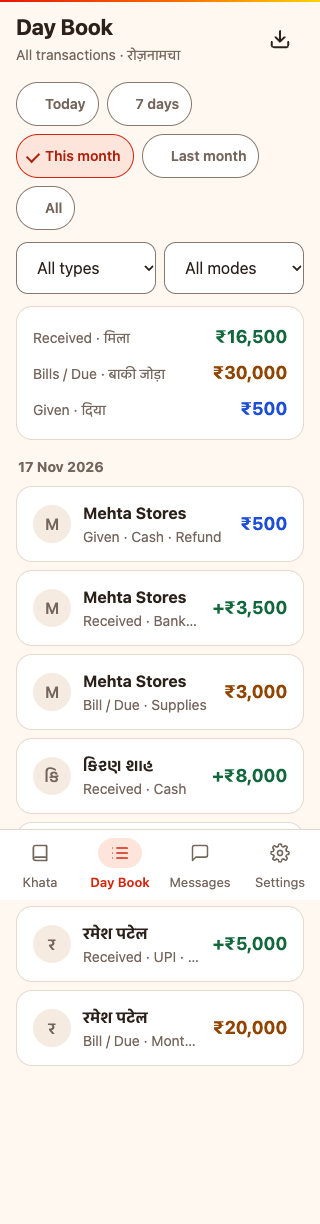 Day Book
All transactions · रोज़नामचा
Today
7 days
This month
Last month
All
All types
All modes
Received · मिला ₹16,500
Bills / Due · बाकी जोड़ा ₹30,000
Given · दिया ₹500
17 Nov 2026
M
Mehta Stores
Given · Cash · Refund
₹500
M
Mehta Stores
Received · Bank...
+₹3,500
M
Mehta Stores
Bill / Due · Supplies
₹3,000
કિ
કિરણ શાહ
Received · Cash
+₹8,000
Khata
Day Book
Messages
Settings
र
रमेश पटेल
Received · UPI · ...
+₹5,000
र
रमेश पटेल
Bill / Due · Mont...
₹20,000